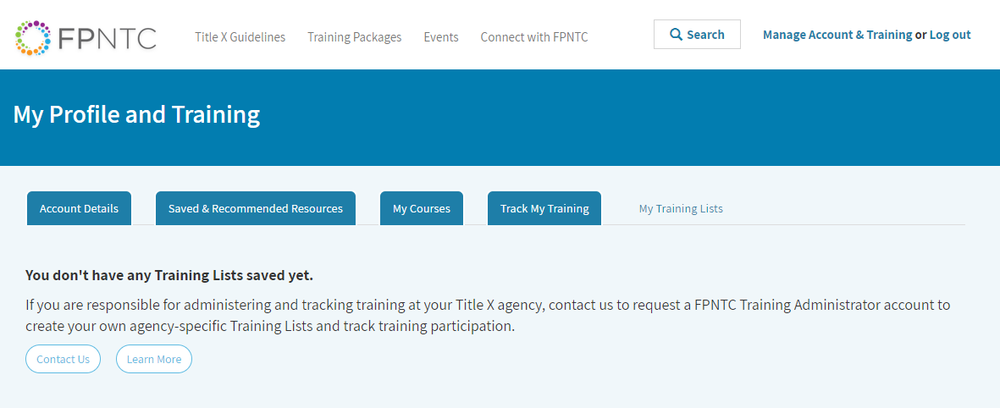 FPNTC
Title X Guidelines
Training Packages
Events
Connect with FPNTC
Search
Manage Account & Training or Log out
My Profile and Training
Account Details
Saved & Recommended Resources
My Courses
Track My Training
My Training Lists
You don't have any Training Lists saved yet.
If you are responsible for administering and tracking training at your Title X agency, contact us to request a FPNTC Training Administrator account to
create your own agency-specific Training Lists and track training participation.
Contact Us
Learn More